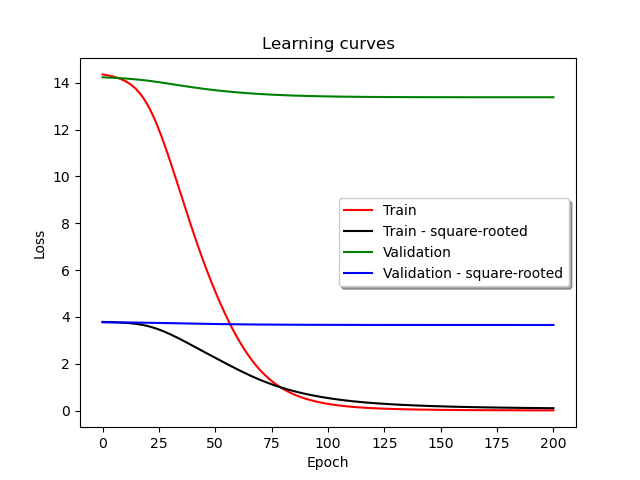 Learning curves
Loss
14
12
10
8
6
4
2
0
Train
Train - square-rooted
Validation
Validation - square-rooted
0 25 50 75 100 125 150 175 200
Epoch